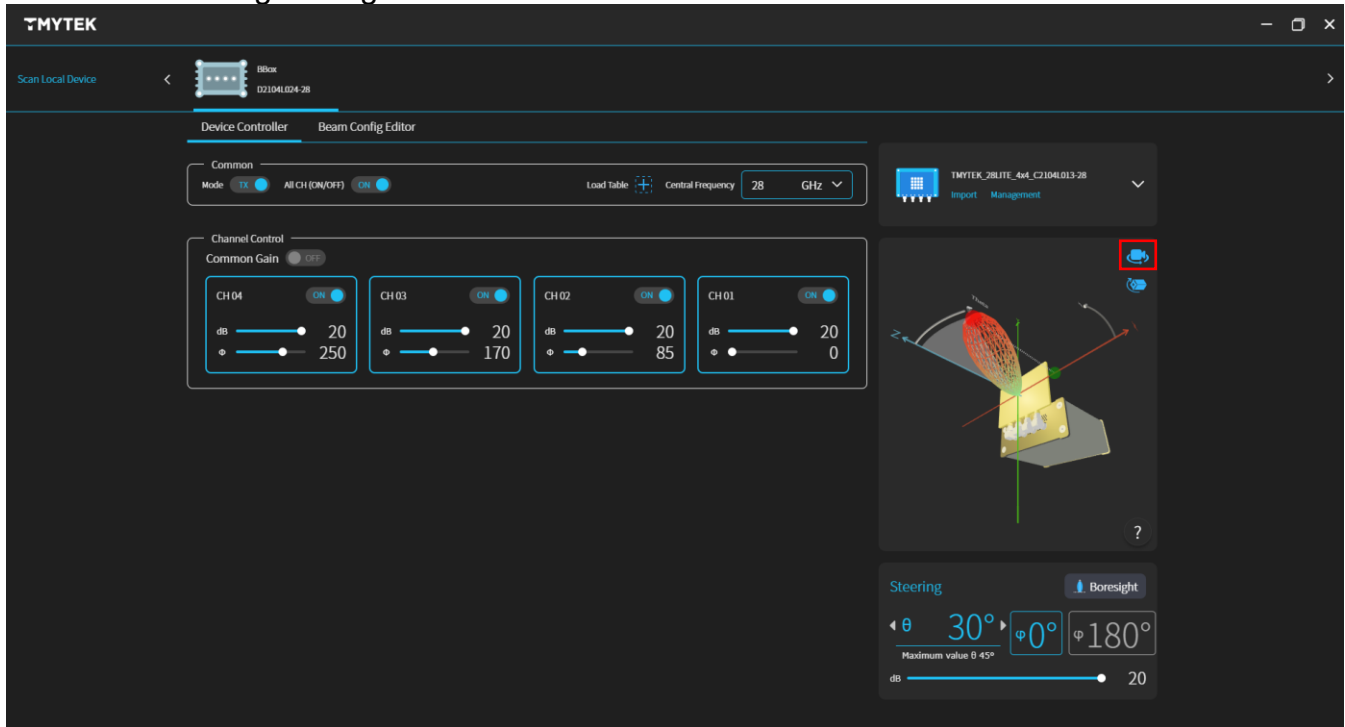 TMYTEK
Scan Local Device
BBox
D2104L024-28
Device Controller Beam Config Editor
Common
Mode TX All CH (ON/OFF) ON Load Table Central Frequency 28 GHz
TMYTEK_28LITE_4x4_C2104L013-28
Import Management
Channel Control
Common Gain OFF
CH 04 ON CH 03 ON CH 02 ON CH 01 ON
dB 20 dB 20 dB 20 dB 20
Φ 250 Φ 170 Φ 85 Φ 0
Z
?
Steering Boresight
θ 30° φ0° φ180°
Maximum value θ 45°
dB 20